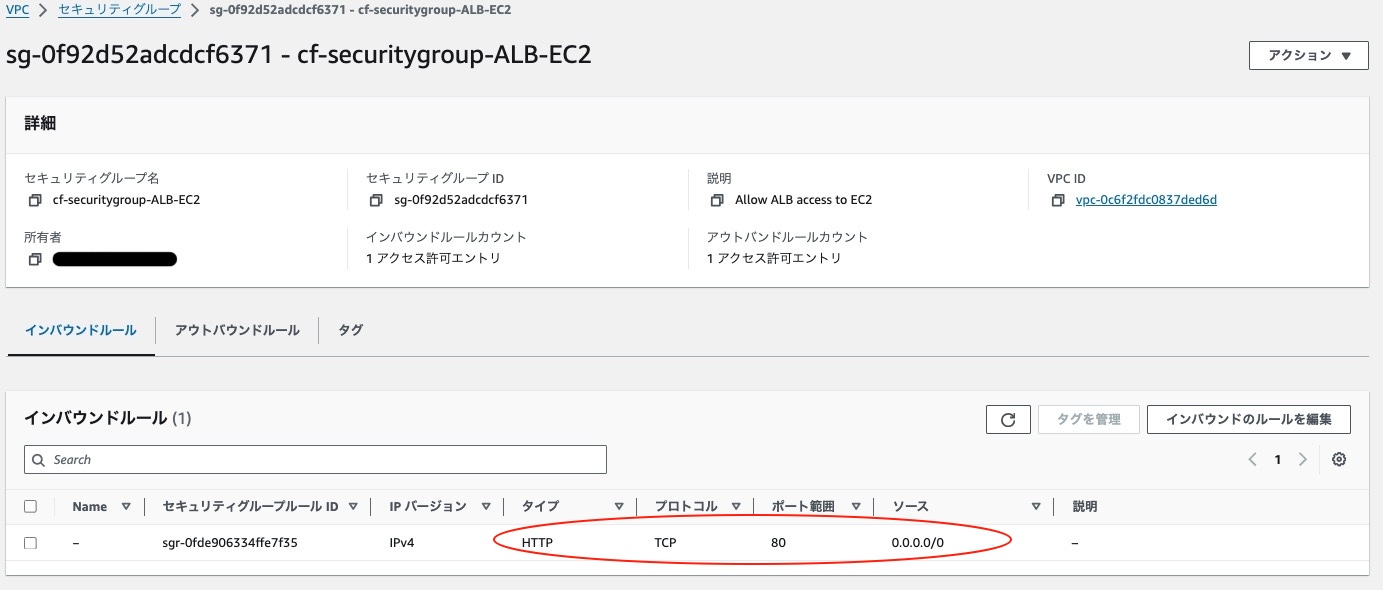 VPC > セキュリティグループ > sg-0f92d52adcdcf6371 - cf-securitygroup-ALB-EC2
sg-0f92d52adcdcf6371 - cf-securitygroup-ALB-EC2
アクション ▼
詳細
セキュリティグループ名
cf-securitygroup-ALB-EC2
セキュリティグループ ID
sg-0f92d52adcdcf6371
説明
Allow ALB access to EC2
VPC ID
vpc-0c6f2fdc0837ded6d
所有者
インバウンドルールカウント
1 アクセス許可エントリ
アウトバンドルールカウント
1 アクセス許可エントリ
インバウンドルール アウトバウンドルール タグ
インバウンドルール (1)
タグを管理 インバウンドのルールを編集
Search
1
Name セキュリティグループルール ID IP バージョン タイプ プロトコル ポート範囲 ソース 説明
– sgr-0fde906334ffe7f35 IPv4 HTTP TCP 80 0.0.0.0/0 –